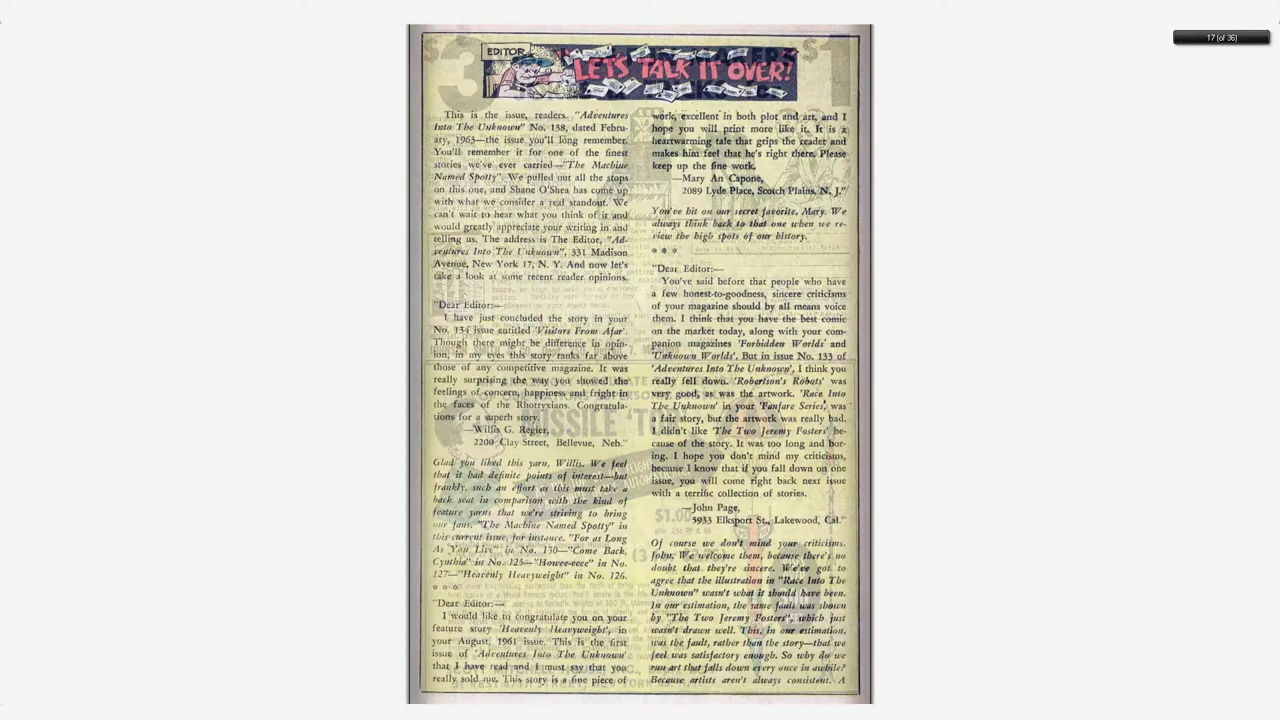 17 (of 36)
EDITOR
"LET'S TALK IT OVER!"
This is the issue, readers. "Adventures
Into The Unknown" No. 138, dated Febru-
ary, 1963—the issue you'll long remember.
You'll remember it for one of the finest
stories we've ever carried—"The Machine
Named Spotty". We pulled out all the stops
on this one, and Shane O'Shea has come up
with what we consider a real standout. We
can't wait to hear what you think of it and
would greatly appreciate your writing in and
telling us. The address is The Editor, "Ad-
ventures Into The Unknown", 331 Madison
Avenue, New York 17, N. Y. And now let's
take a look at some recent reader opinions.
"Dear Editor:—
I have just concluded the story in your
No. 134 issue entitled 'Visitors From Afar'.
Though there might be difference in opin-
ion, in my eyes this story ranks far above
those of any competitive magazine. It was
really surprising the way you showed the
feelings of concern, happiness and fright in
the faces of the Rhotryxians. Congratula-
tions for a superb story.
—Willis G. Regier,
2200 Clay Street, Bellevue, Neb."
Glad you liked this yarn, Willis. We feel
that it had definite points of interest—but
frankly, such an effort as this must take a
back seat in comparison with the kind of
feature yarns that we're striving to bring
our fans. "The Machine Named Spotty" in
this current issue, for instance. "For as Long
As You Live" in No. 130—"Come Back,
Cynthia" in No. 125—"Howee-eeee" in No.
127—"Heavenly Heavyweight" in No. 126.
* * *
"Dear Editor:—
I would like to congratulate you on your
feature story 'Heavenly Heavyweight', in
your August, 1961 issue. This is the first
issue of 'Adventures Into The Unknown'
that I have read and I must say that you
really sold me. This story is a fine piece of
work, excellent in both plot and art, and I
hope you will print more like it. It is a
heartwarming tale that grips the reader and
makes him feel that he's right there. Please
keep up the fine work.
—Mary An Capone,
2089 Lyde Place, Scotch Plains, N. J."
You've hit on our secret favorite, Mary. We
always think back to that one when we re-
view the high spots of our history.
* * *
"Dear Editor:—
You've said before that people who have
a few honest-to-goodness, sincere criticisms
of your magazine should by all means voice
them. I think that you have the best comic
on the market today, along with your com-
panion magazines 'Forbidden Worlds' and
'Unknown Worlds'. But in issue No. 133 of
'Adventures Into The Unknown', I think you
really fell down. 'Robertson's Robots' was
very good, as was the artwork. 'Race Into
The Unknown' in your 'Fanfare Series', was
a fair story, but the artwork was really bad.
I didn't like 'The Two Jeremy Fosters' be-
cause of the story. It was too long and bor-
ing. I hope you don't mind my criticisms,
because I know that if you fall down on one
issue, you will come right back next issue
with a terrific collection of stories.
—John Page,
5933 Elksport St., Lakewood, Cal."
Of course we don't mind your criticisms,
John. We welcome them, because there's no
doubt that they're sincere. We've got to
agree that the illustration in "Race Into The
Unknown" wasn't what it should have been.
In our estimation, the same fault was shown
by "The Two Jeremy Fosters", which just
wasn't drawn well. This, in our estimation,
was the fault, rather than the story—that we
feel was satisfactory enough. So why do we
run art that falls down every once in awhile?
Because artists aren't always consistent. A